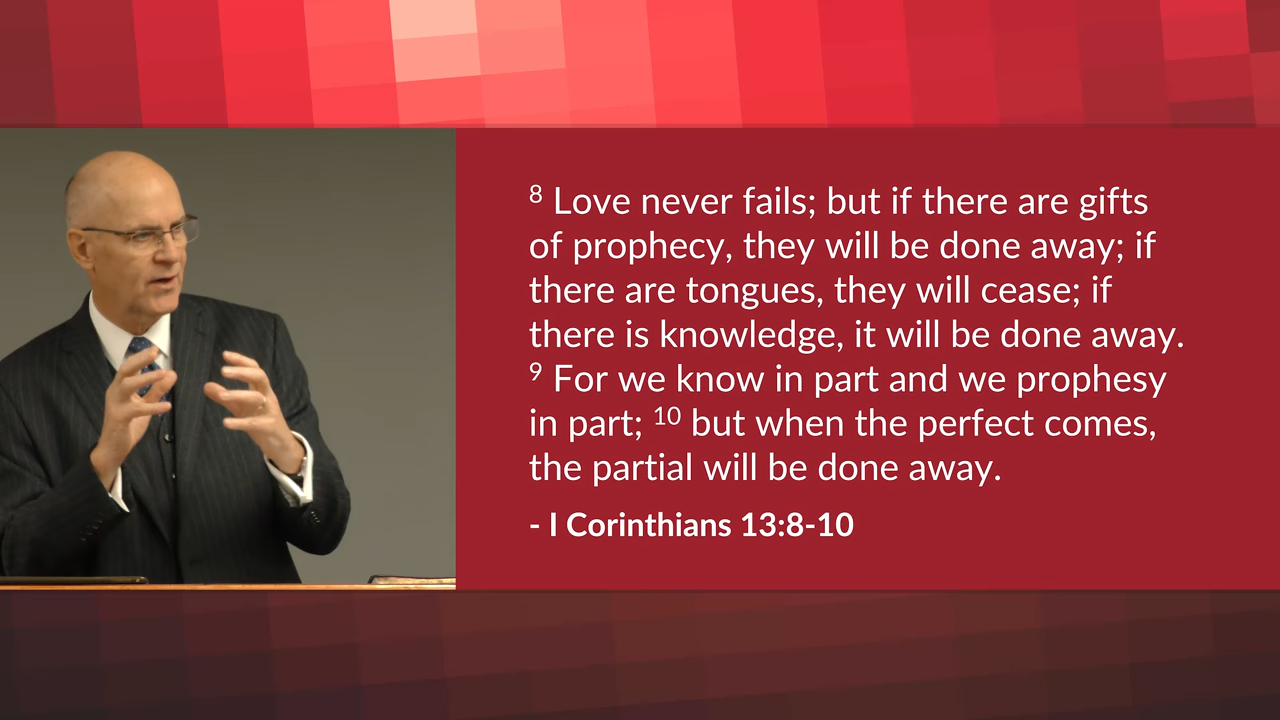 8 Love never fails; but if there are gifts
of prophecy, they will be done away; if
there are tongues, they will cease; if
there is knowledge, it will be done away.
9 For we know in part and we prophesy
in part; 10 but when the perfect comes,
the partial will be done away.
- I Corinthians 13:8-10